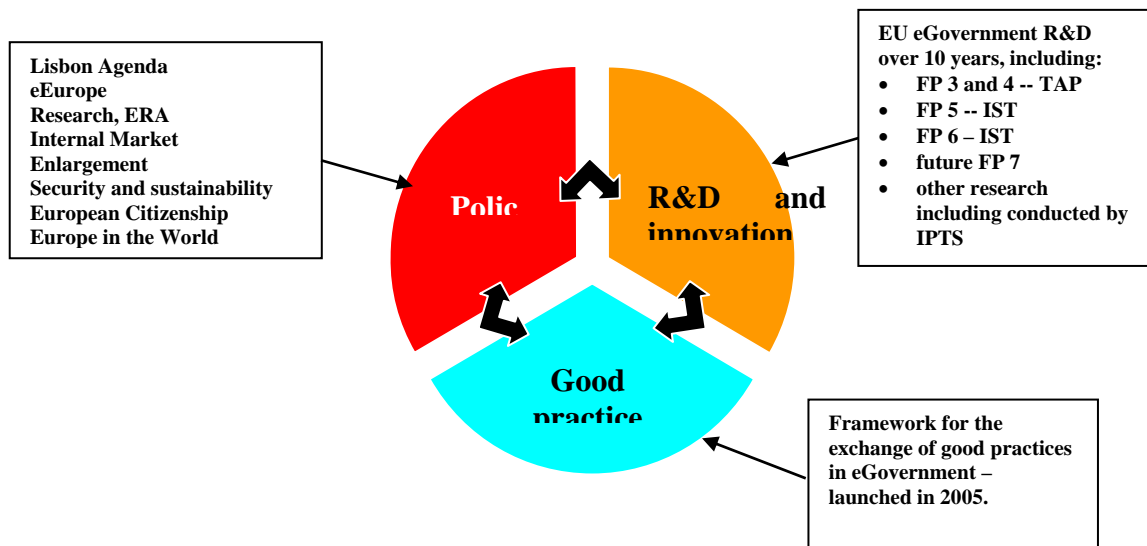 Lisbon Agenda
eEurope
Research, ERA
Internal Market
Enlargement
Security and sustainability
European Citizenship
Europe in the World
EU eGovernment R&D
over 10 years, including:
• FP 3 and 4 -- TAP
• FP 5 -- IST
• FP 6 – IST
• future FP 7
• other research
including conducted by
IPTS
Polic
R&D and
innovation
Good
practice
Framework for the
exchange of good practices
in eGovernment –
launched in 2005.